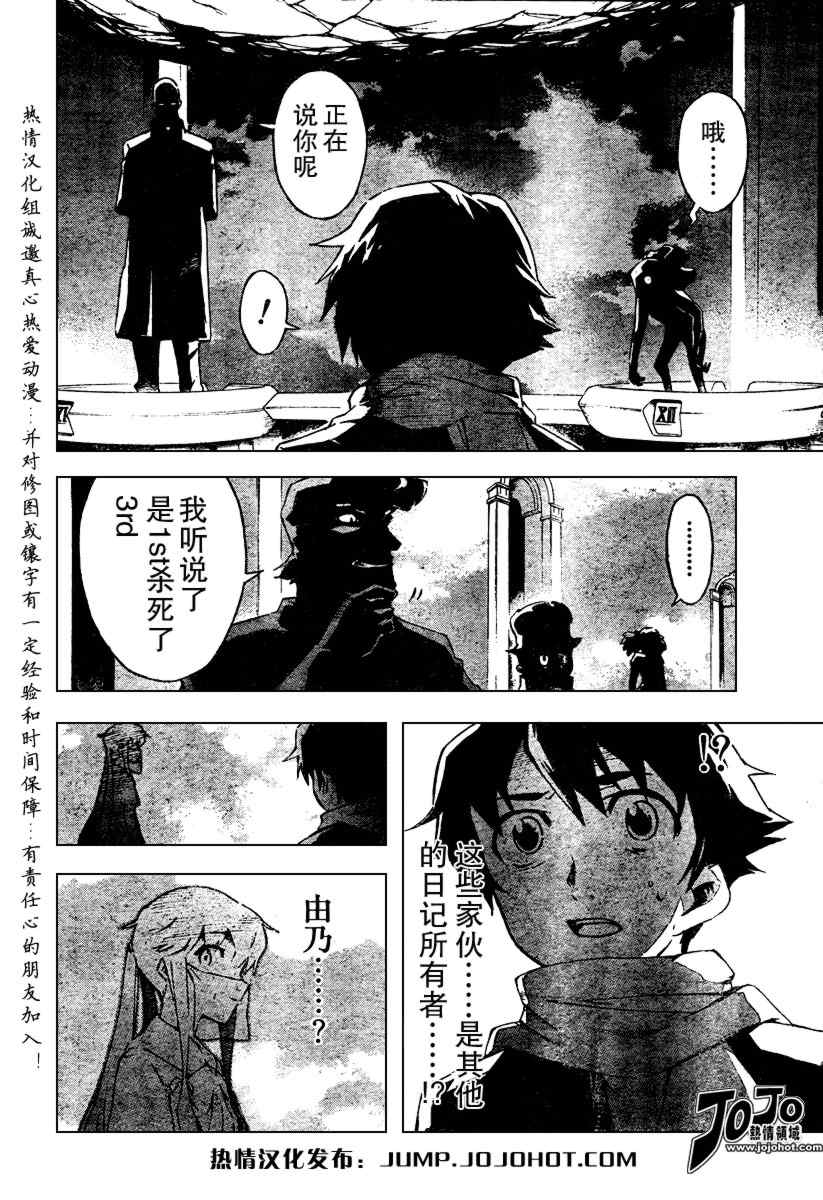 哦……
正在
说你呢
！
XII
………
我听说了
是1st杀死了
3rd
!?
这些家伙……是其他
的日记所有者……!?
由乃……？
热情汉化组诚邀真心热爱动漫…并对修图或镶字有一定经验和时间保障…有责任心的朋友加入！
热情汉化发布：JUMP.JOJOHOT.COM
JOJO
熱情領域
www.jojohot.com